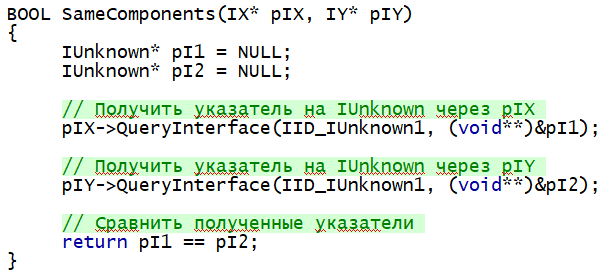 BOOL SameComponents(IX* pIX, IY* pIY)
{
IUnknown* pI1 = NULL;
IUnknown* pI2 = NULL;
// Получить указатель на IUnknown через pIX
pIX->QueryInterface(IID_IUnknown1, (void**)&pI1);
// Получить указатель на IUnknown через pIY
pIY->QueryInterface(IID_IUnknown1, (void**)&pI2);
// Сравнить полученные указатели
return pI1 == pI2;
}